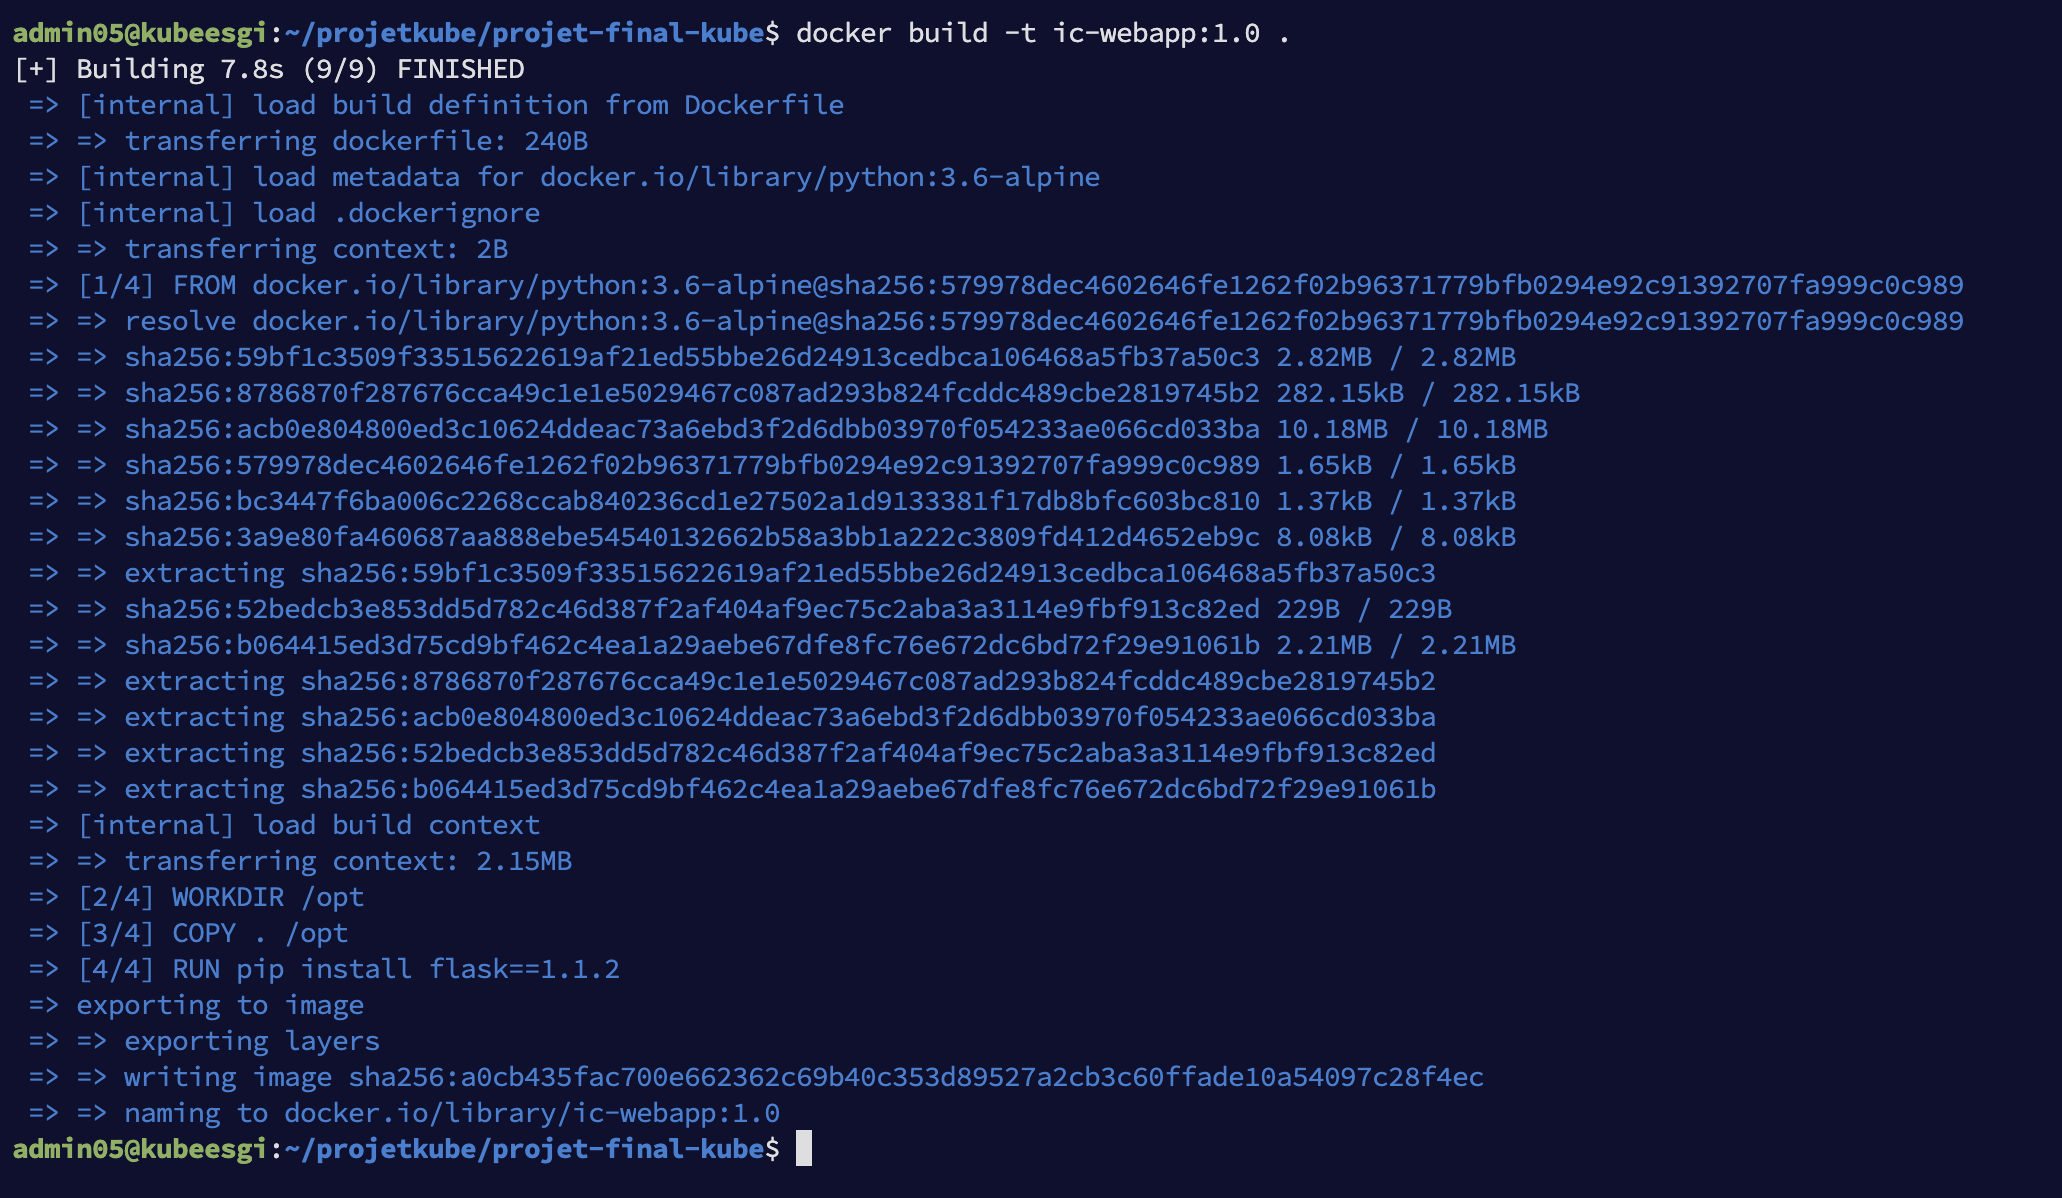 admin05@kubeesgi:~/projetkube/projet-final-kube$ docker build -t ic-webapp:1.0 .
[+] Building 7.8s (9/9) FINISHED
=> [internal] load build definition from Dockerfile
=> => transferring dockerfile: 240B
=> [internal] load metadata for docker.io/library/python:3.6-alpine
=> [internal] load .dockerignore
=> => transferring context: 2B
=> [1/4] FROM docker.io/library/python:3.6-alpine@sha256:579978dec4602646fe1262f02b96371779bfb0294e92c91392707fa999c0c989
=> => resolve docker.io/library/python:3.6-alpine@sha256:579978dec4602646fe1262f02b96371779bfb0294e92c91392707fa999c0c989
=> => sha256:59bf1c3509f33515622619af21ed55bbe26d24913cedbca106468a5fb37a50c3 2.82MB / 2.82MB
=> => sha256:8786870f287676cca49c1e1e5029467c087ad293b824fcddc489cbe2819745b2 282.15kB / 282.15kB
=> => sha256:acb0e804800ed3c10624ddeac73a6ebd3f2d6dbb03970f054233ae066cd033ba 10.18MB / 10.18MB
=> => sha256:579978dec4602646fe1262f02b96371779bfb0294e92c91392707fa999c0c989 1.65kB / 1.65kB
=> => sha256:bc3447f6ba006c2268ccab840236cd1e27502a1d9133381f17db8bfc603bc810 1.37kB / 1.37kB
=> => sha256:3a9e80fa460687aa888ebe54540132662b58a3bb1a222c3809fd412d4652eb9c 8.08kB / 8.08kB
=> => extracting sha256:59bf1c3509f33515622619af21ed55bbe26d24913cedbca106468a5fb37a50c3
=> => sha256:52bedcb3e853dd5d782c46d387f2af404af9ec75c2aba3a3114e9fbf913c82ed 229B / 229B
=> => sha256:b064415ed3d75cd9bf462c4ea1a29aebe67dfe8fc76e672dc6bd72f29e91061b 2.21MB / 2.21MB
=> => extracting sha256:8786870f287676cca49c1e1e5029467c087ad293b824fcddc489cbe2819745b2
=> => extracting sha256:acb0e804800ed3c10624ddeac73a6ebd3f2d6dbb03970f054233ae066cd033ba
=> => extracting sha256:52bedcb3e853dd5d782c46d387f2af404af9ec75c2aba3a3114e9fbf913c82ed
=> => extracting sha256:b064415ed3d75cd9bf462c4ea1a29aebe67dfe8fc76e672dc6bd72f29e91061b
=> [internal] load build context
=> => transferring context: 2.15MB
=> [2/4] WORKDIR /opt
=> [3/4] COPY . /opt
=> [4/4] RUN pip install flask==1.1.2
=> exporting to image
=> => exporting layers
=> => writing image sha256:a0cb435fac700e662362c69b40c353d89527a2cb3c60ffade10a54097c28f4ec
=> => naming to docker.io/library/ic-webapp:1.0
admin05@kubeesgi:~/projetkube/projet-final-kube$